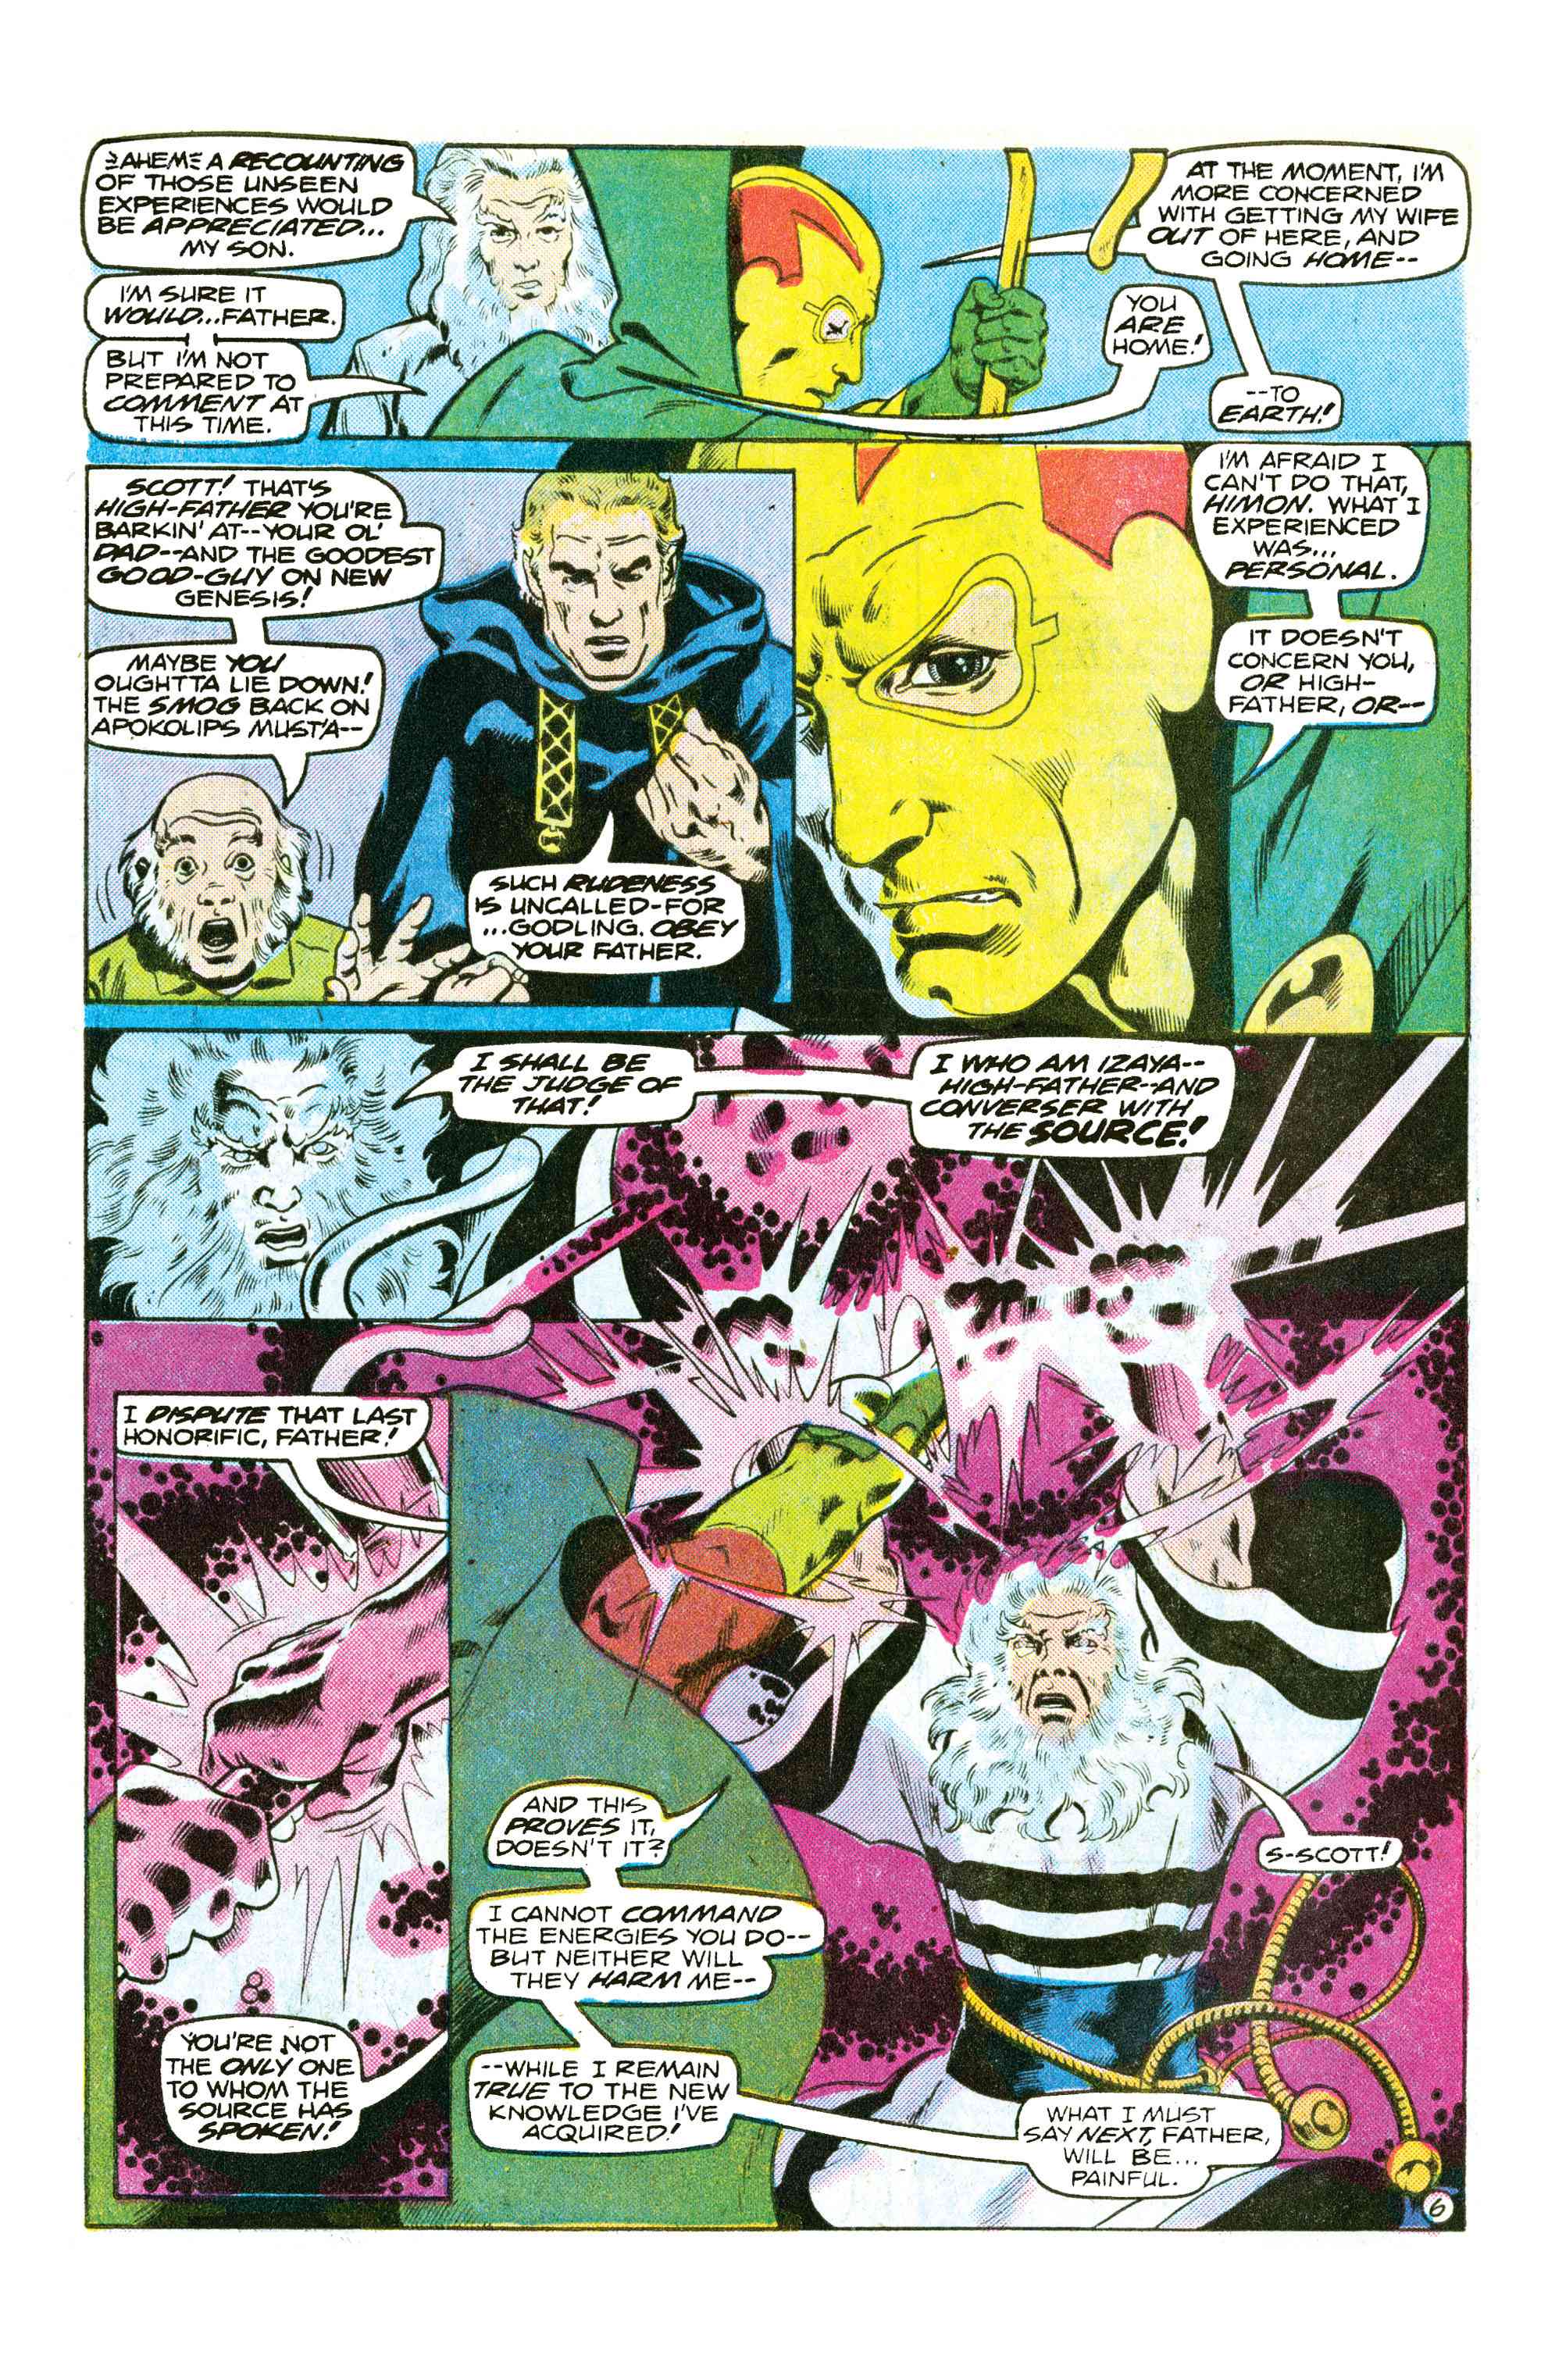 ≥AHEM≤ A RECOUNTING
OF THOSE UNSEEN
EXPERIENCES WOULD
BE APPRECIATED...
MY SON.
I'M SURE IT
WOULD...FATHER.
BUT I'M NOT
PREPARED TO
COMMENT AT
THIS TIME.
AT THE MOMENT, I'M
MORE CONCERNED
WITH GETTING MY WIFE
OUT OF HERE, AND
GOING HOME--
YOU
ARE
HOME!
--TO
EARTH!
SCOTT! THAT'S
HIGH-FATHER YOU'RE
BARKIN' AT--YOUR OL'
DAD--AND THE GOODEST
GOOD-GUY ON NEW
GENESIS!
MAYBE YOU
OUGHTTA LIE DOWN!
THE SMOG BACK ON
APOKOLIPS MUST'A--
SUCH RUDENESS
IS UNCALLED-FOR
...GODLING. OBEY
YOUR FATHER.
I'M AFRAID I
CAN'T DO THAT,
HIMON. WHAT I
EXPERIENCED
WAS...
PERSONAL.
IT DOESN'T
CONCERN YOU,
OR HIGH-
FATHER, OR--
I SHALL BE
THE JUDGE OF
THAT!
I WHO AM IZAYA--
HIGH-FATHER--AND
CONVERSER WITH
THE SOURCE!
I DISPUTE THAT LAST
HONORIFIC, FATHER!
YOU'RE NOT
THE ONLY ONE
TO WHOM THE
SOURCE HAS
SPOKEN!
AND THIS
PROVES IT,
DOESN'T IT?
S-SCOTT!
I CANNOT COMMAND
THE ENERGIES YOU DO--
BUT NEITHER WILL
THEY HARM ME--
--WHILE I REMAIN
TRUE TO THE NEW
KNOWLEDGE I'VE
ACQUIRED!
WHAT I MUST
SAY NEXT, FATHER,
WILL BE...
PAINFUL.
6